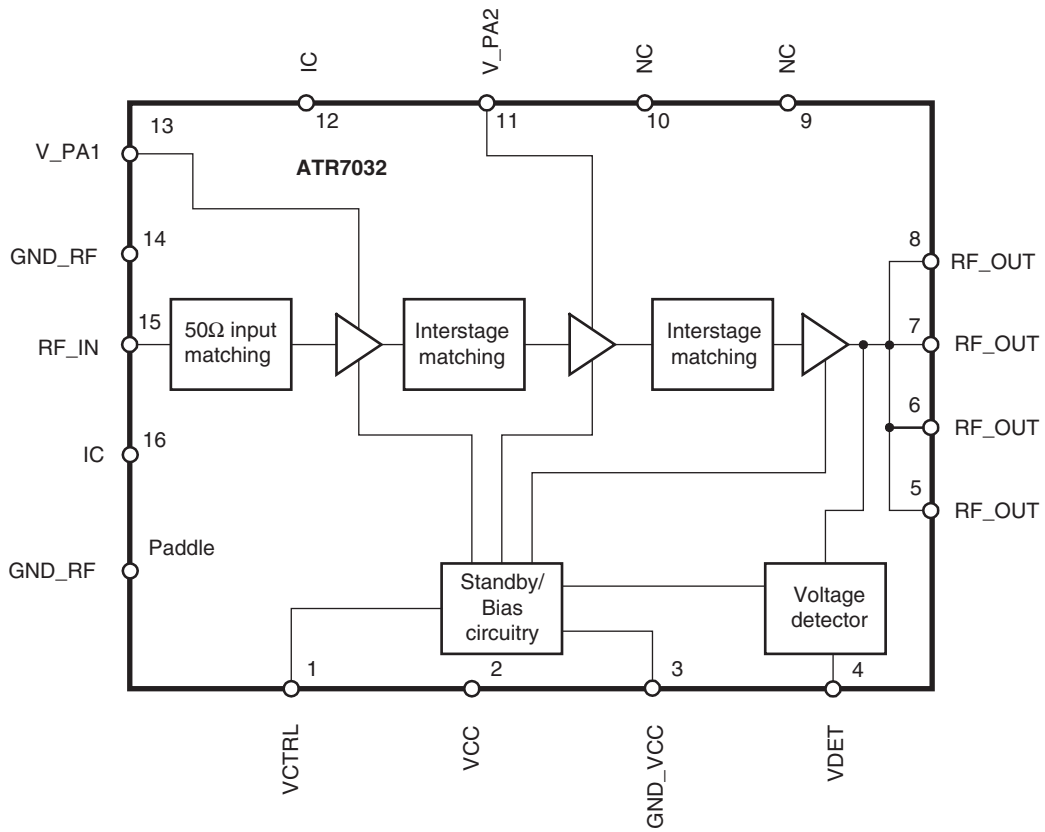 IC
V_PA2
NC
NC
13
12
11
10
9
V_PA1
ATR7032
14
GND_RF
8
RF_OUT
15
RF_IN
50Ω input
matching
Interstage
matching
Interstage
matching
7
RF_OUT
6
RF_OUT
16
IC
5
RF_OUT
Paddle
GND_RF
Standby/
Bias
circuitry
Voltage
detector
1
2
3
4
VCTRL
VCC
GND_VCC
VDET